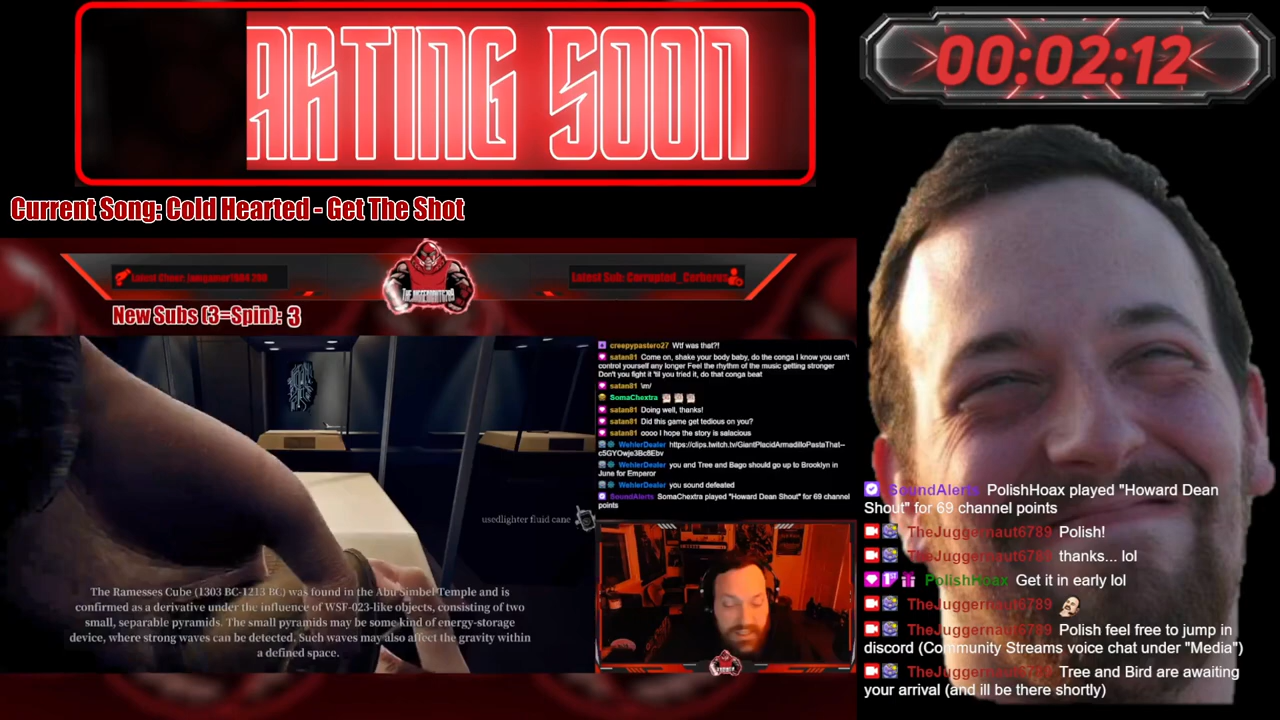 ARTING SOON
00:02:12
Current Song: Cold Hearted - Get The Shot
Latest Cheer: jumgamer1984 200
Latest Sub: Corrupted_Cerberus
THEJUGGERNAUT6789
New Subs (3=Spin): 3
creepypastero27 Wtf was that?!
satan81 Come on, shake your body baby, do the conga I know you can't
control yourself any longer Feel the rhythm of the music getting stronger
Don't you fight it 'til you tried it, do that conga beat
satan81 \m/
SomaChextra
satan81 Doing well, thanks!
satan81 Did this game get tedious on you?
satan81 oooo I hope the story is salacious
WehlerDealer https://clips.twitch.tv/GiantPlacidArmadilloPastaThat--
c5GYOwje3Bc8Ebv
WehlerDealer you and Tree and Bago should go up to Brooklyn in
June for Emperor
WehlerDealer you sound defeated
SoundAlerts SomaChextra played "Howard Dean Shout" for 69 channel
points
usedlighter fluid cane
The Ramesses Cube (1303 BC-1213 BC) was found in the Abu Simbel Temple and is
confirmed as a derivative under the influence of WSF-023-like objects, consisting of two
small, separable pyramids. The small pyramids may be some kind of energy-storage
device, where strong waves can be detected. Such waves may also affect the gravity within
a defined space.
SoundAlerts PolishHoax played "Howard Dean
Shout" for 69 channel points
TheJuggernaut6789 Polish!
TheJuggernaut6789 thanks... lol
PolishHoax Get it in early lol
TheJuggernaut6789
TheJuggernaut6789 Polish feel free to jump in
discord (Community Streams voice chat under "Media")
TheJuggernaut6789 Tree and Bird are awaiting
your arrival (and ill be there shortly)